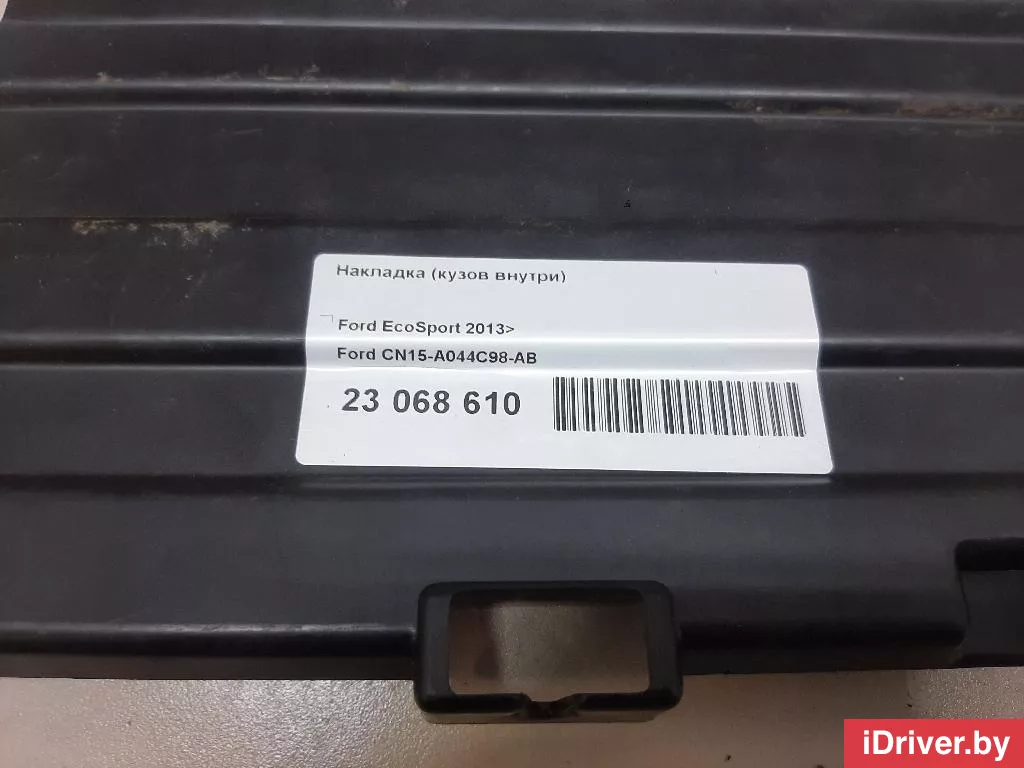 Накладка (кузов внутри)
Ford EcoSport 2013>
Ford CN15-A044C98-AB
23 068 610
iDriver.by